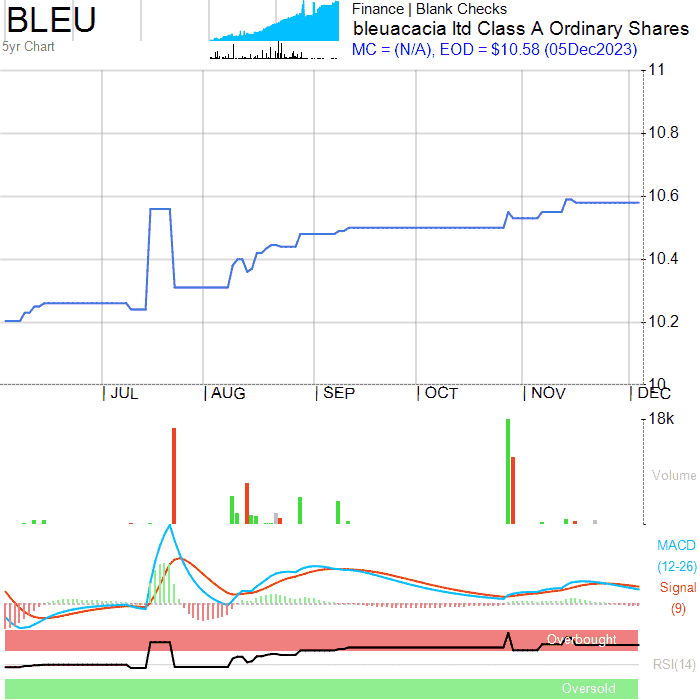 BLEU
5yr Chart
Finance | Blank Checks
bleuacacia ltd Class A Ordinary Shares
MC = (N/A), EOD = $10.58 (05Dec2023)
11
10.8
10.6
10.4
10.2
10
| JUL | AUG | SEP | OCT | NOV | DEC
18k
Volume
MACD
(12-26)
Signal
(9)
Overbought
RSI(14)
Oversold